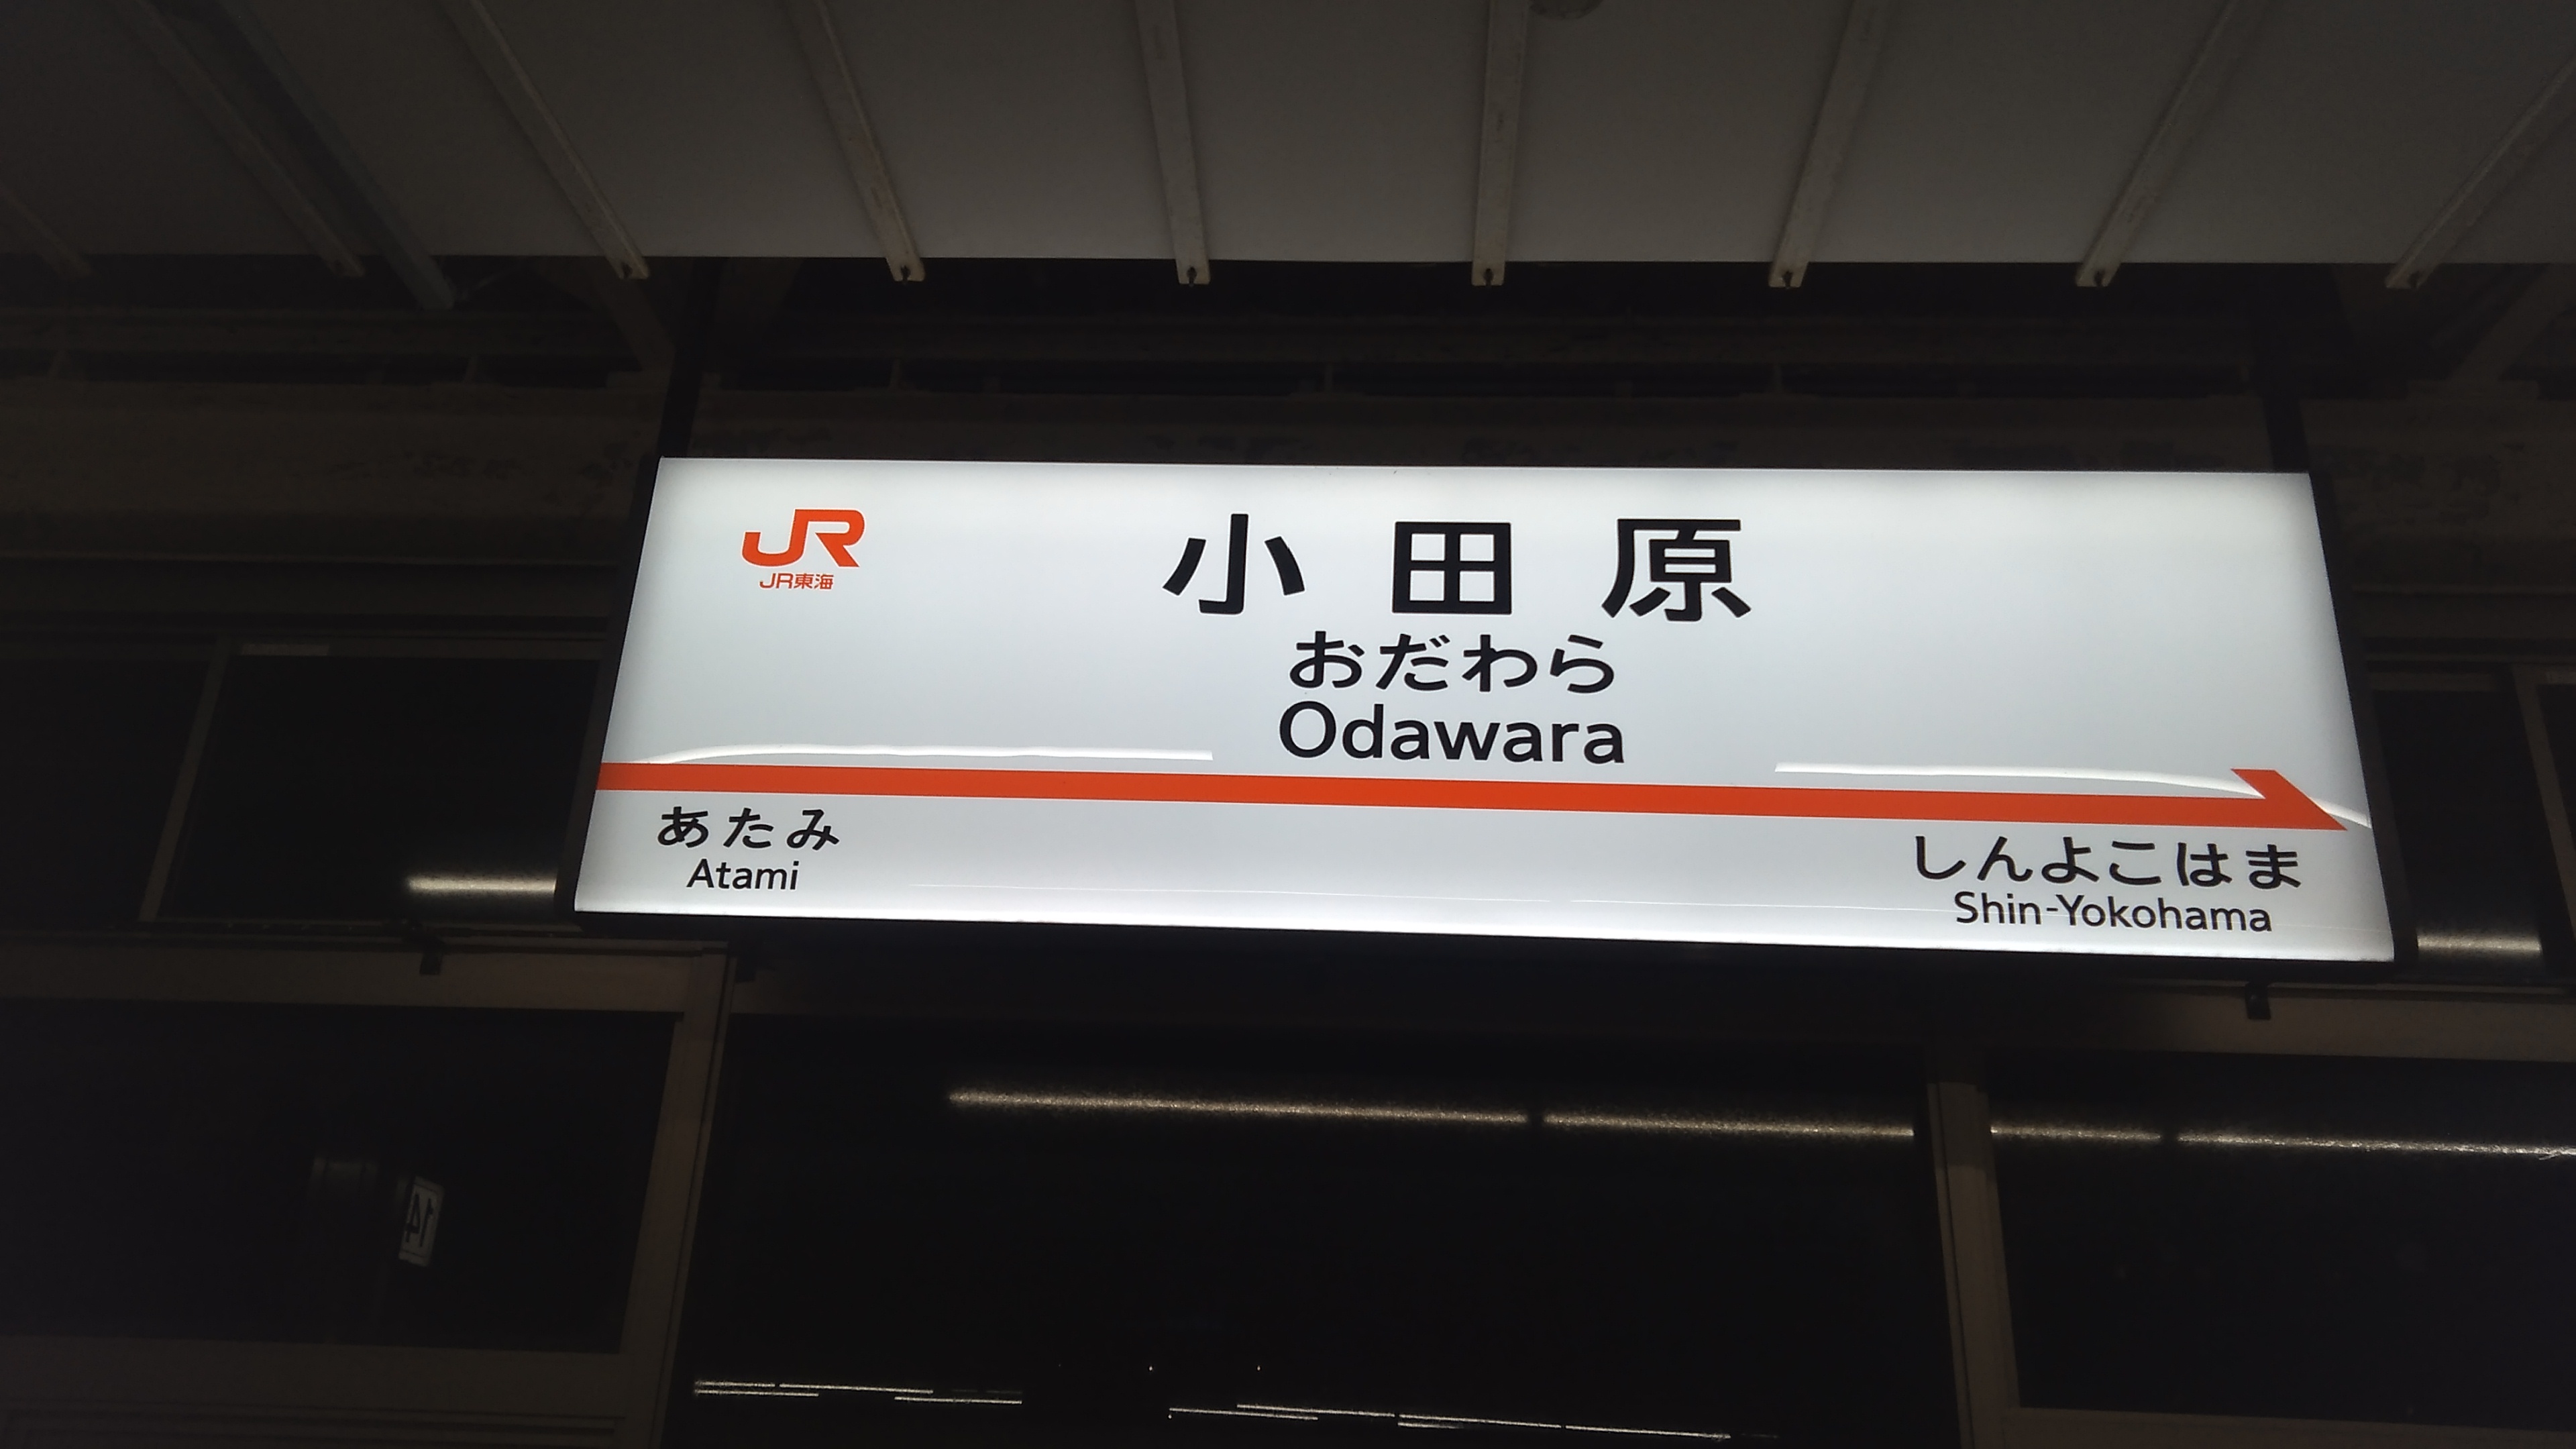 JR
JR東海
小田原
おだわら
Odawara
あたみ
Atami
しんよこはま
Shin-Yokohama
14